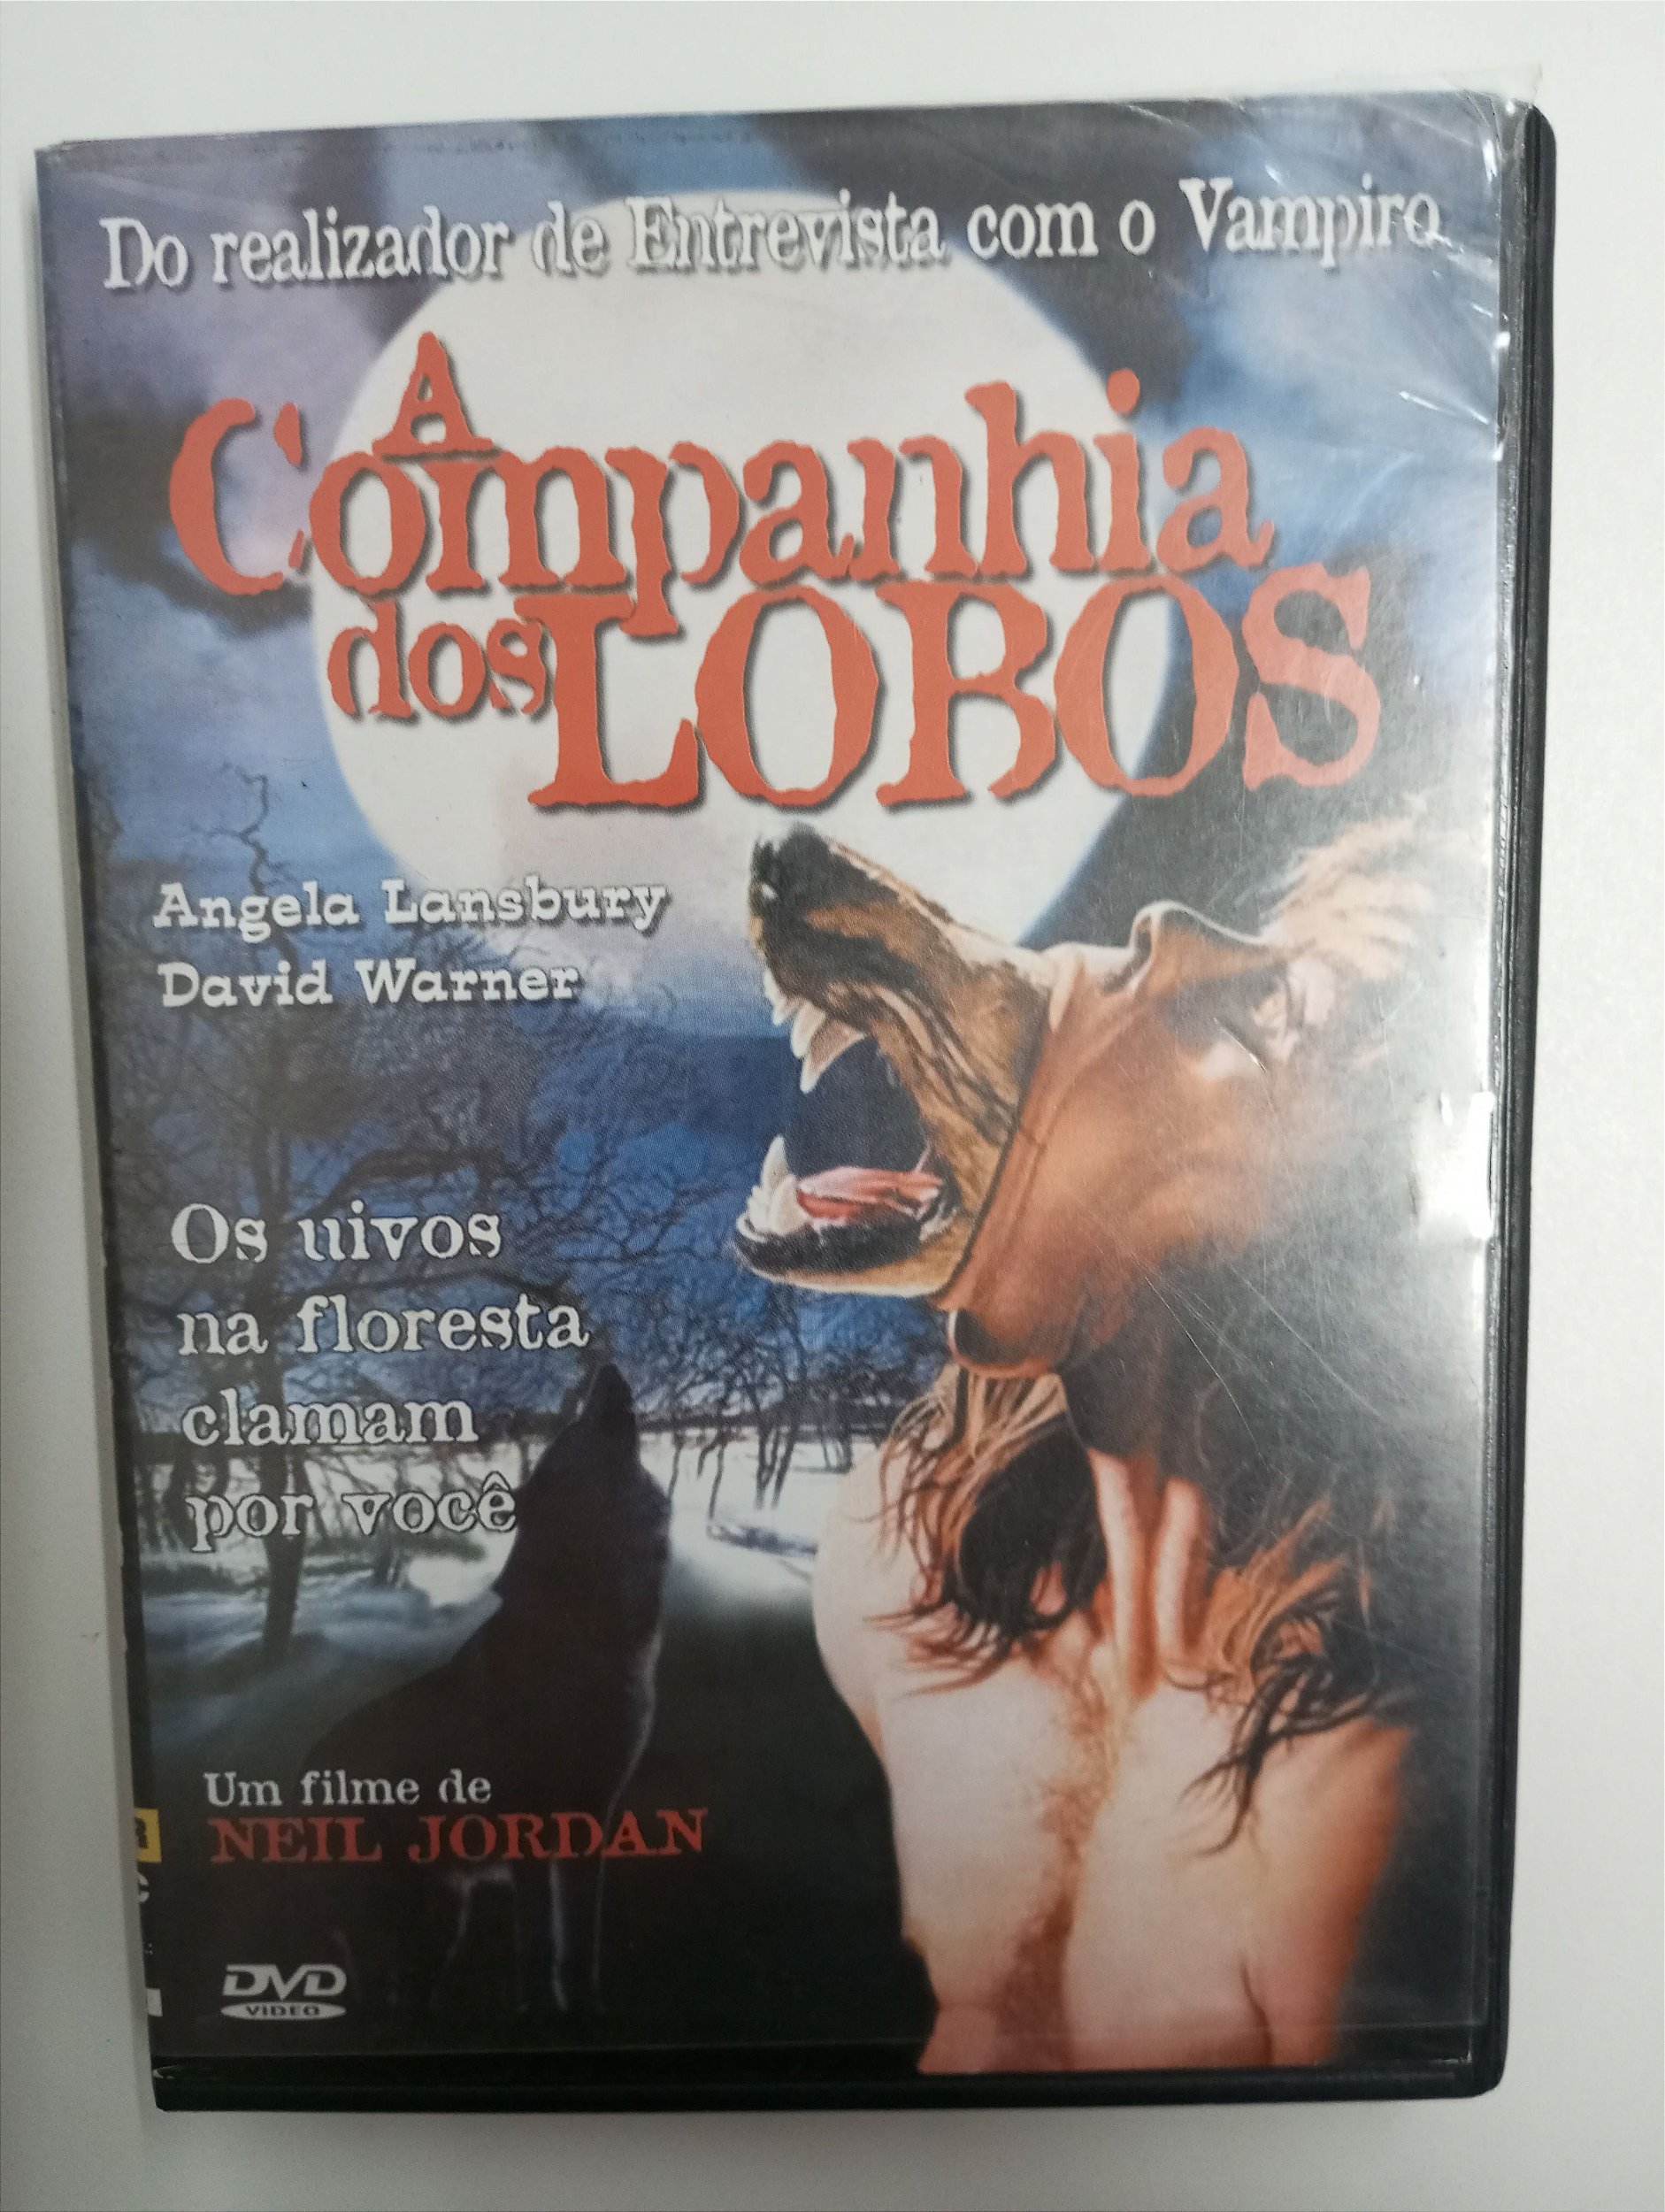 Do realizador de Entrevista com o Vampiro
A
Companhia
dos LOBOS
Angela Lansbury
David Warner
Os uivos
na floresta
clamam
por você
Um filme de
NEIL JORDAN
DVD
VIDEO